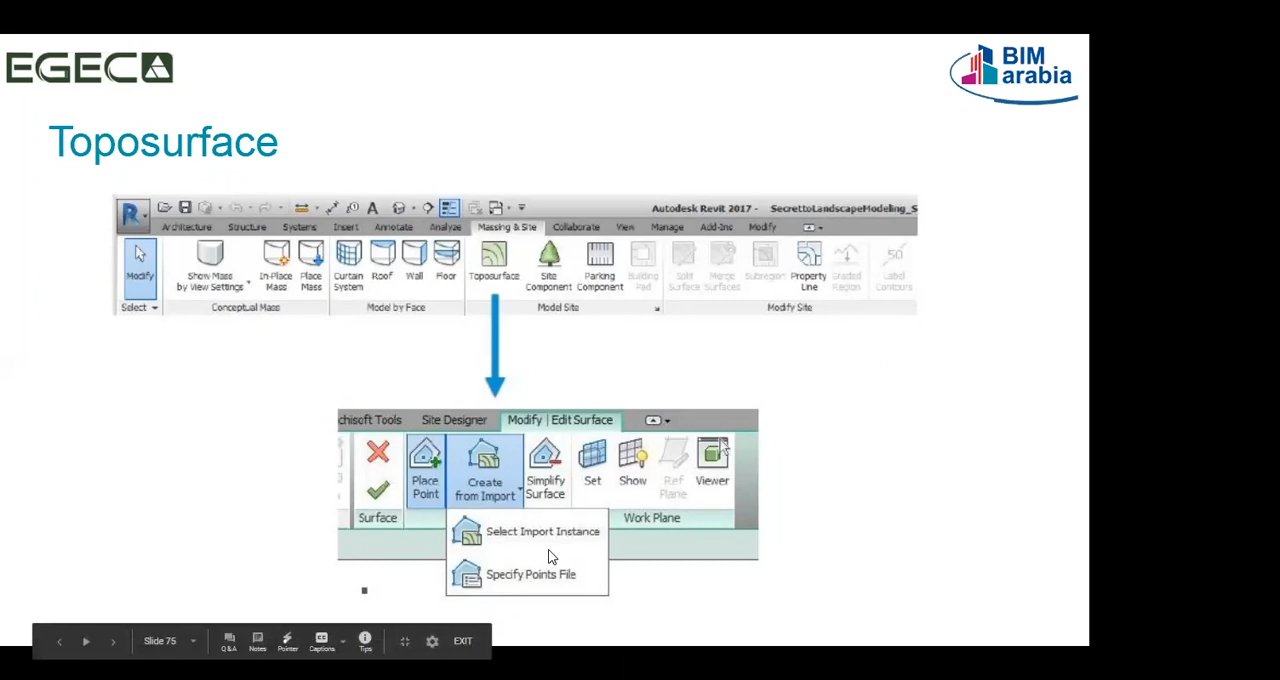 EGECA
BIM
arabia
Toposurface
Autodesk Revit 2017 - SecrettoLandscapeModeling_S
Architecture Structure Systems Insert Annotate Analyze Massing & Site Collaborate View Manage Add-Ins Modify
Modify Show Mass by View Settings In-Place Mass Place Mass Curtain System Roof Wall Floor Toposurface Site Component Parking Component Building Pad Split Surface Merge Surfaces Subregion Property Line Graded Region Label Contours
50
Select Conceptual Mass Model by Face Model Site Modify Site
chisoft Tools Site Designer Modify | Edit Surface
Place Point Create from Import Simplify Surface Set Show Ref Plane Viewer
Surface Work Plane
Select Import Instance
Specify Points File
Slide 75 Q&A Notes Pointer CC Captions Tips EXIT